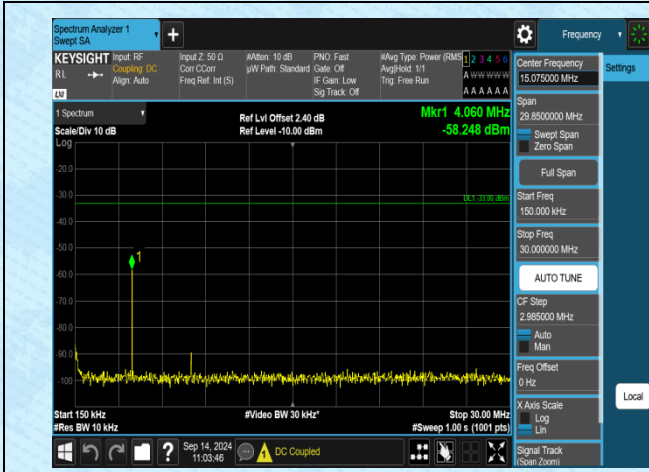 Spectrum Analyzer 1
Swept SA
Frequency
KEYSIGHT
RL
LXI
Input: RF
Coupling: DC
Align: Auto
Input Z: 50 Ω
Corr CCorr
Freq Ref: Int (S)
#Atten: 10 dB
µW Path: Standard
PNO: Fast
Gate: Off
IF Gain: Low
Sig Track: Off
#Avg Type: Power (RMS
Avg|Hold: 1/1
Trig: Free Run
1 2 3 4 5 6
A W W W W W
A A A A A A
1 Spectrum
Scale/Div 10 dB
Log
Ref Lvl Offset 2.40 dB
Ref Level -10.00 dBm
Mkr1 4.060 MHz
-58.248 dBm
-20.0
-30.0
-40.0
-50.0
-60.0
-70.0
-80.0
-90.0
-100
DL1 -33.00 dBm
1
Start 150 kHz
#Res BW 10 kHz
#Video BW 30 kHz*
Stop 30.00 MHz
#Sweep 1.00 s (1001 pts)
Sep 14, 2024
11:03:46
DC Coupled
Center Frequency
15.075000 MHz
Span
29.8500000 MHz
Swept Span
Zero Span
Full Span
Start Freq
150.000 kHz
Stop Freq
30.000000 MHz
AUTO TUNE
CF Step
2.985000 MHz
Auto
Man
Freq Offset
0 Hz
X Axis Scale
Log
Lin
Signal Track
(Span Zoom)
Settings
Local